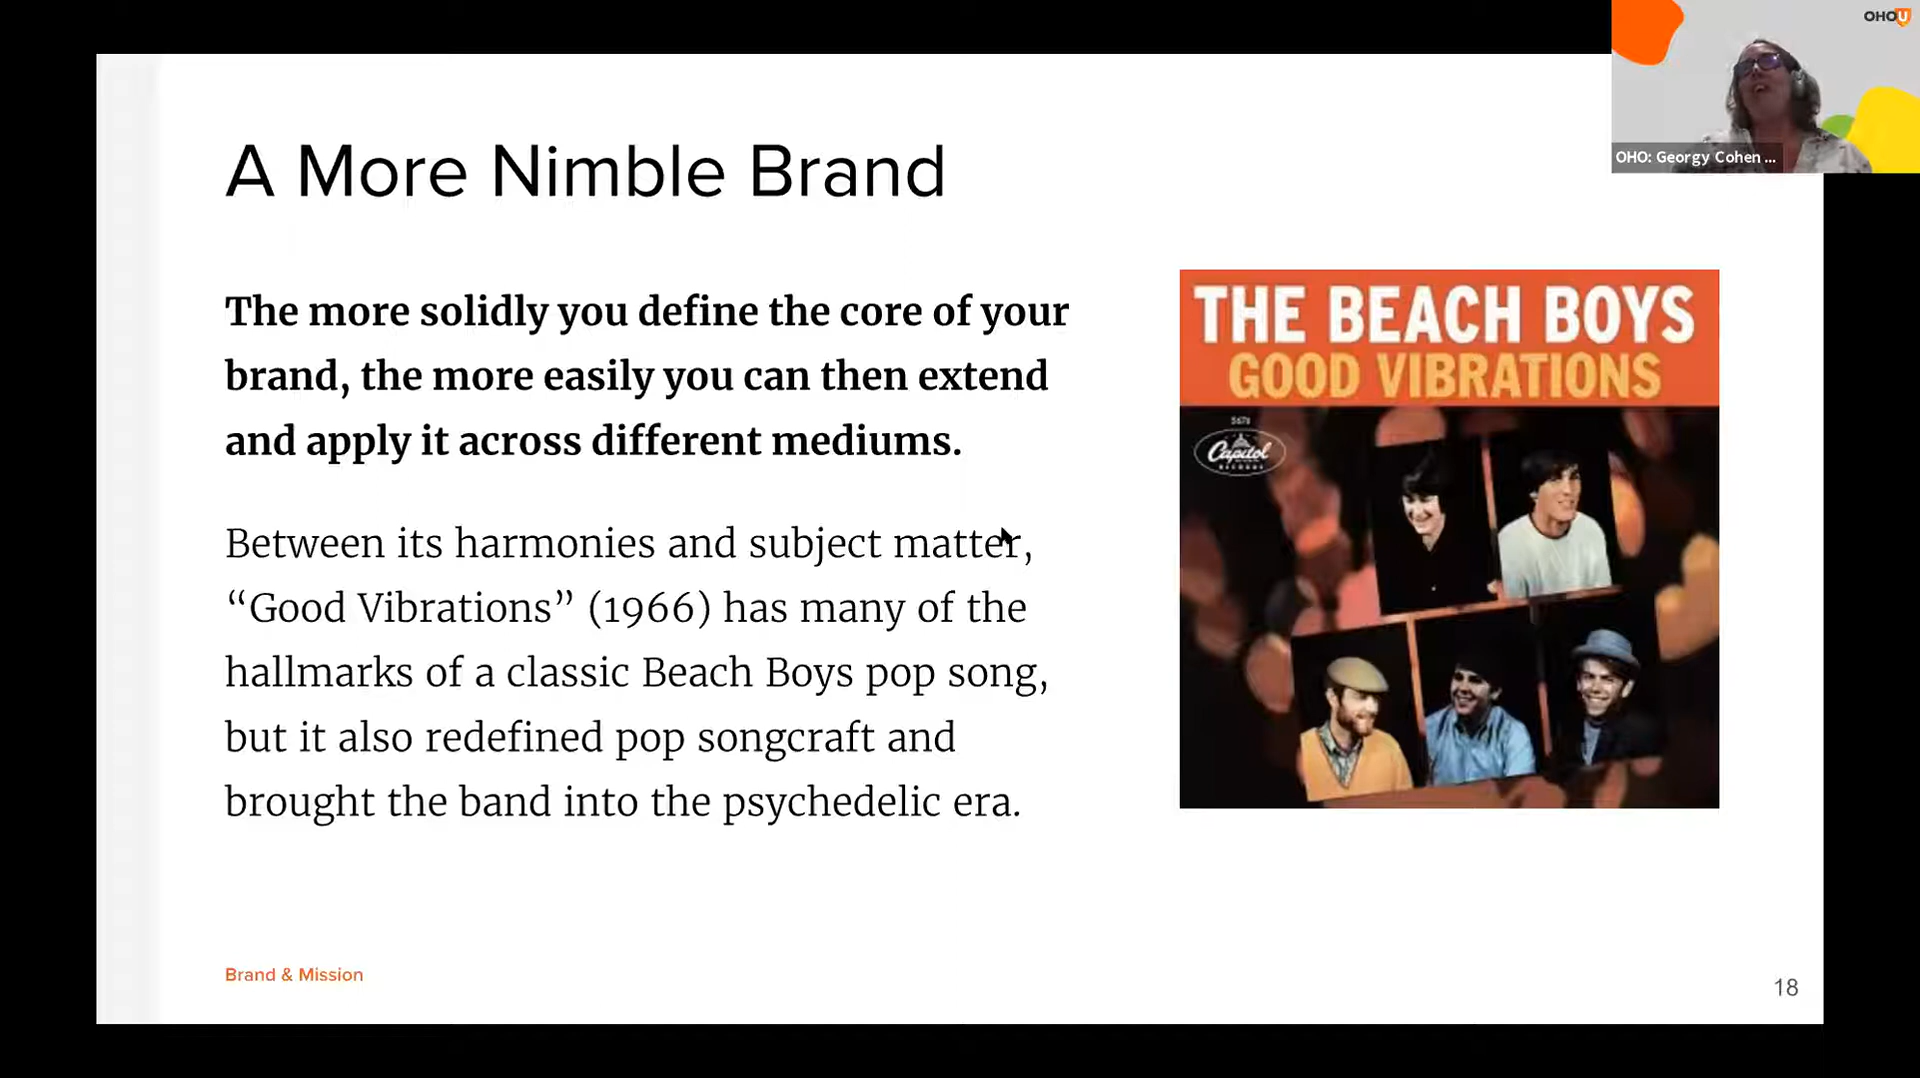 OHOU
OHO: Georgy Cohen ...
A More Nimble Brand
The more solidly you define the core of your
brand, the more easily you can then extend
and apply it across different mediums.
Between its harmonies and subject matter,
“Good Vibrations” (1966) has many of the
hallmarks of a classic Beach Boys pop song,
but it also redefined pop songcraft and
brought the band into the psychedelic era.
THE BEACH BOYS
GOOD VIBRATIONS
5676
Capitol
RECORDS
Brand & Mission
18